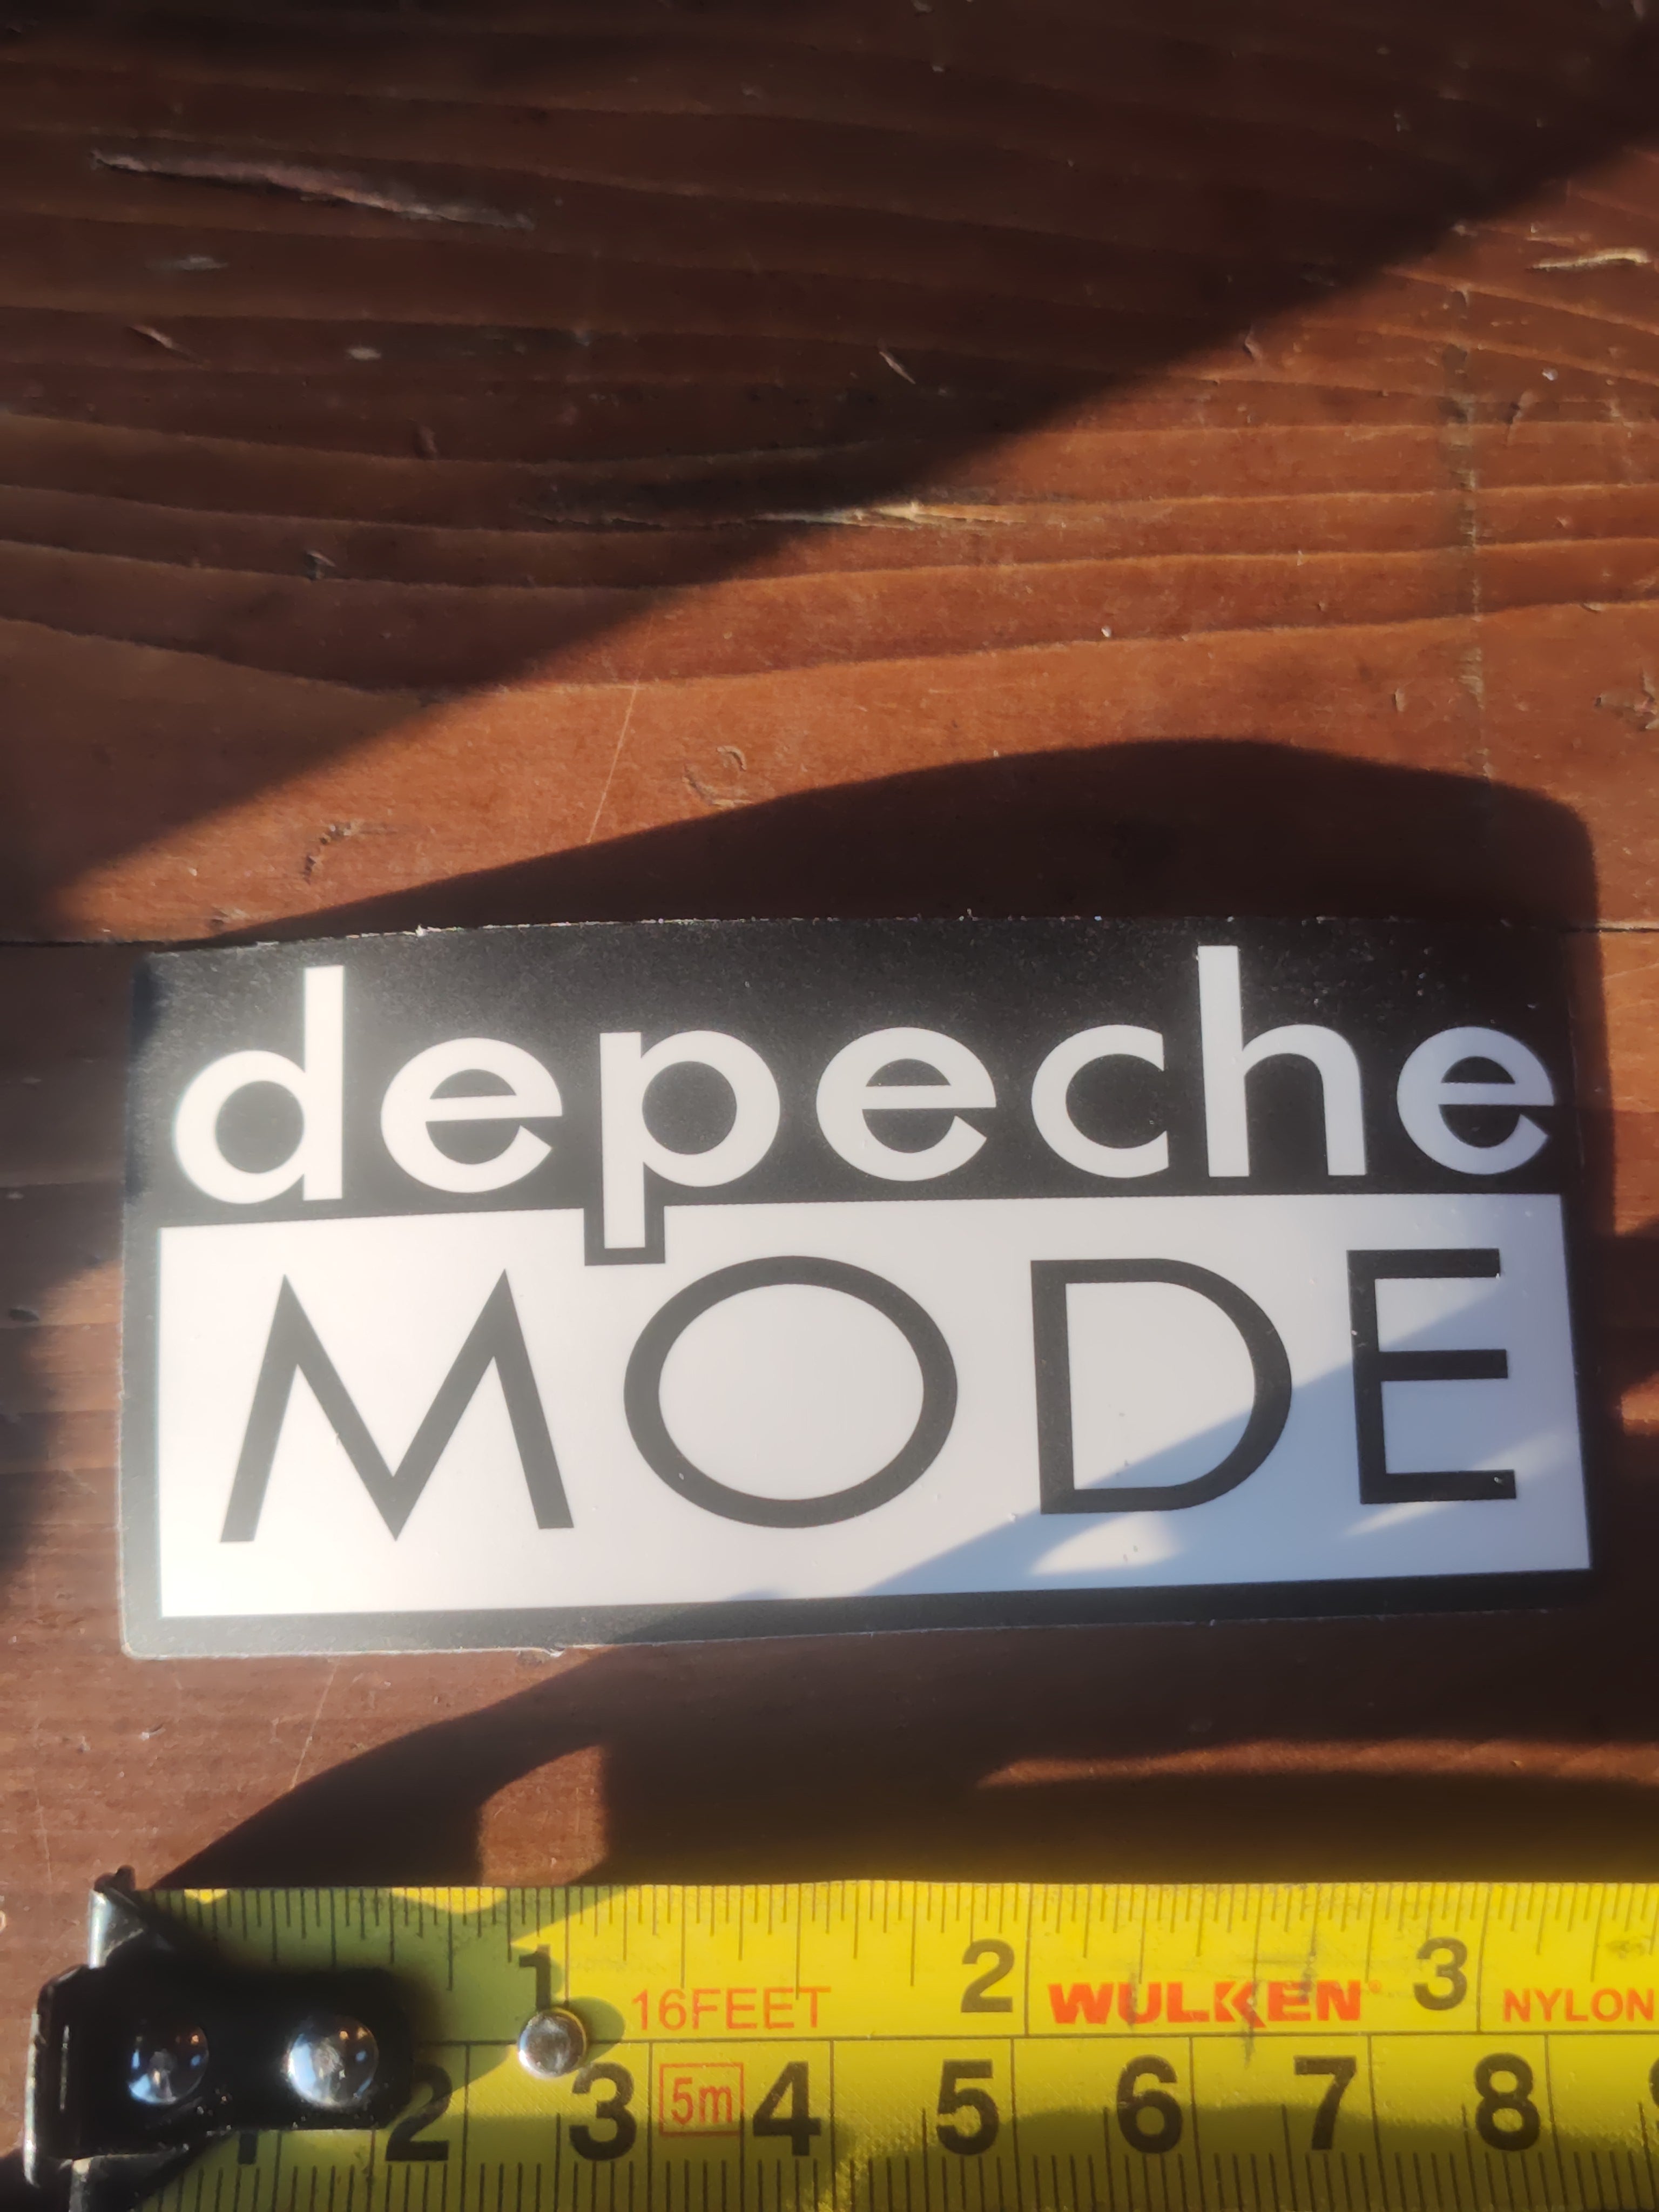 depeche
MODE
1 16FEET 2 WULKEN 3 NYLON
2 3 5m 4 5 6 7 8